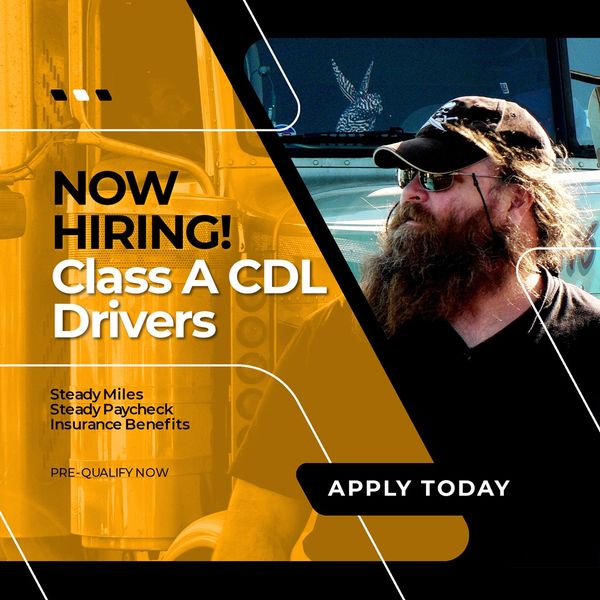 NOW
HIRING!
Class A CDL
Drivers
Steady Miles
Steady Paycheck
Insurance Benefits
PRE-QUALIFY NOW
APPLY TODAY